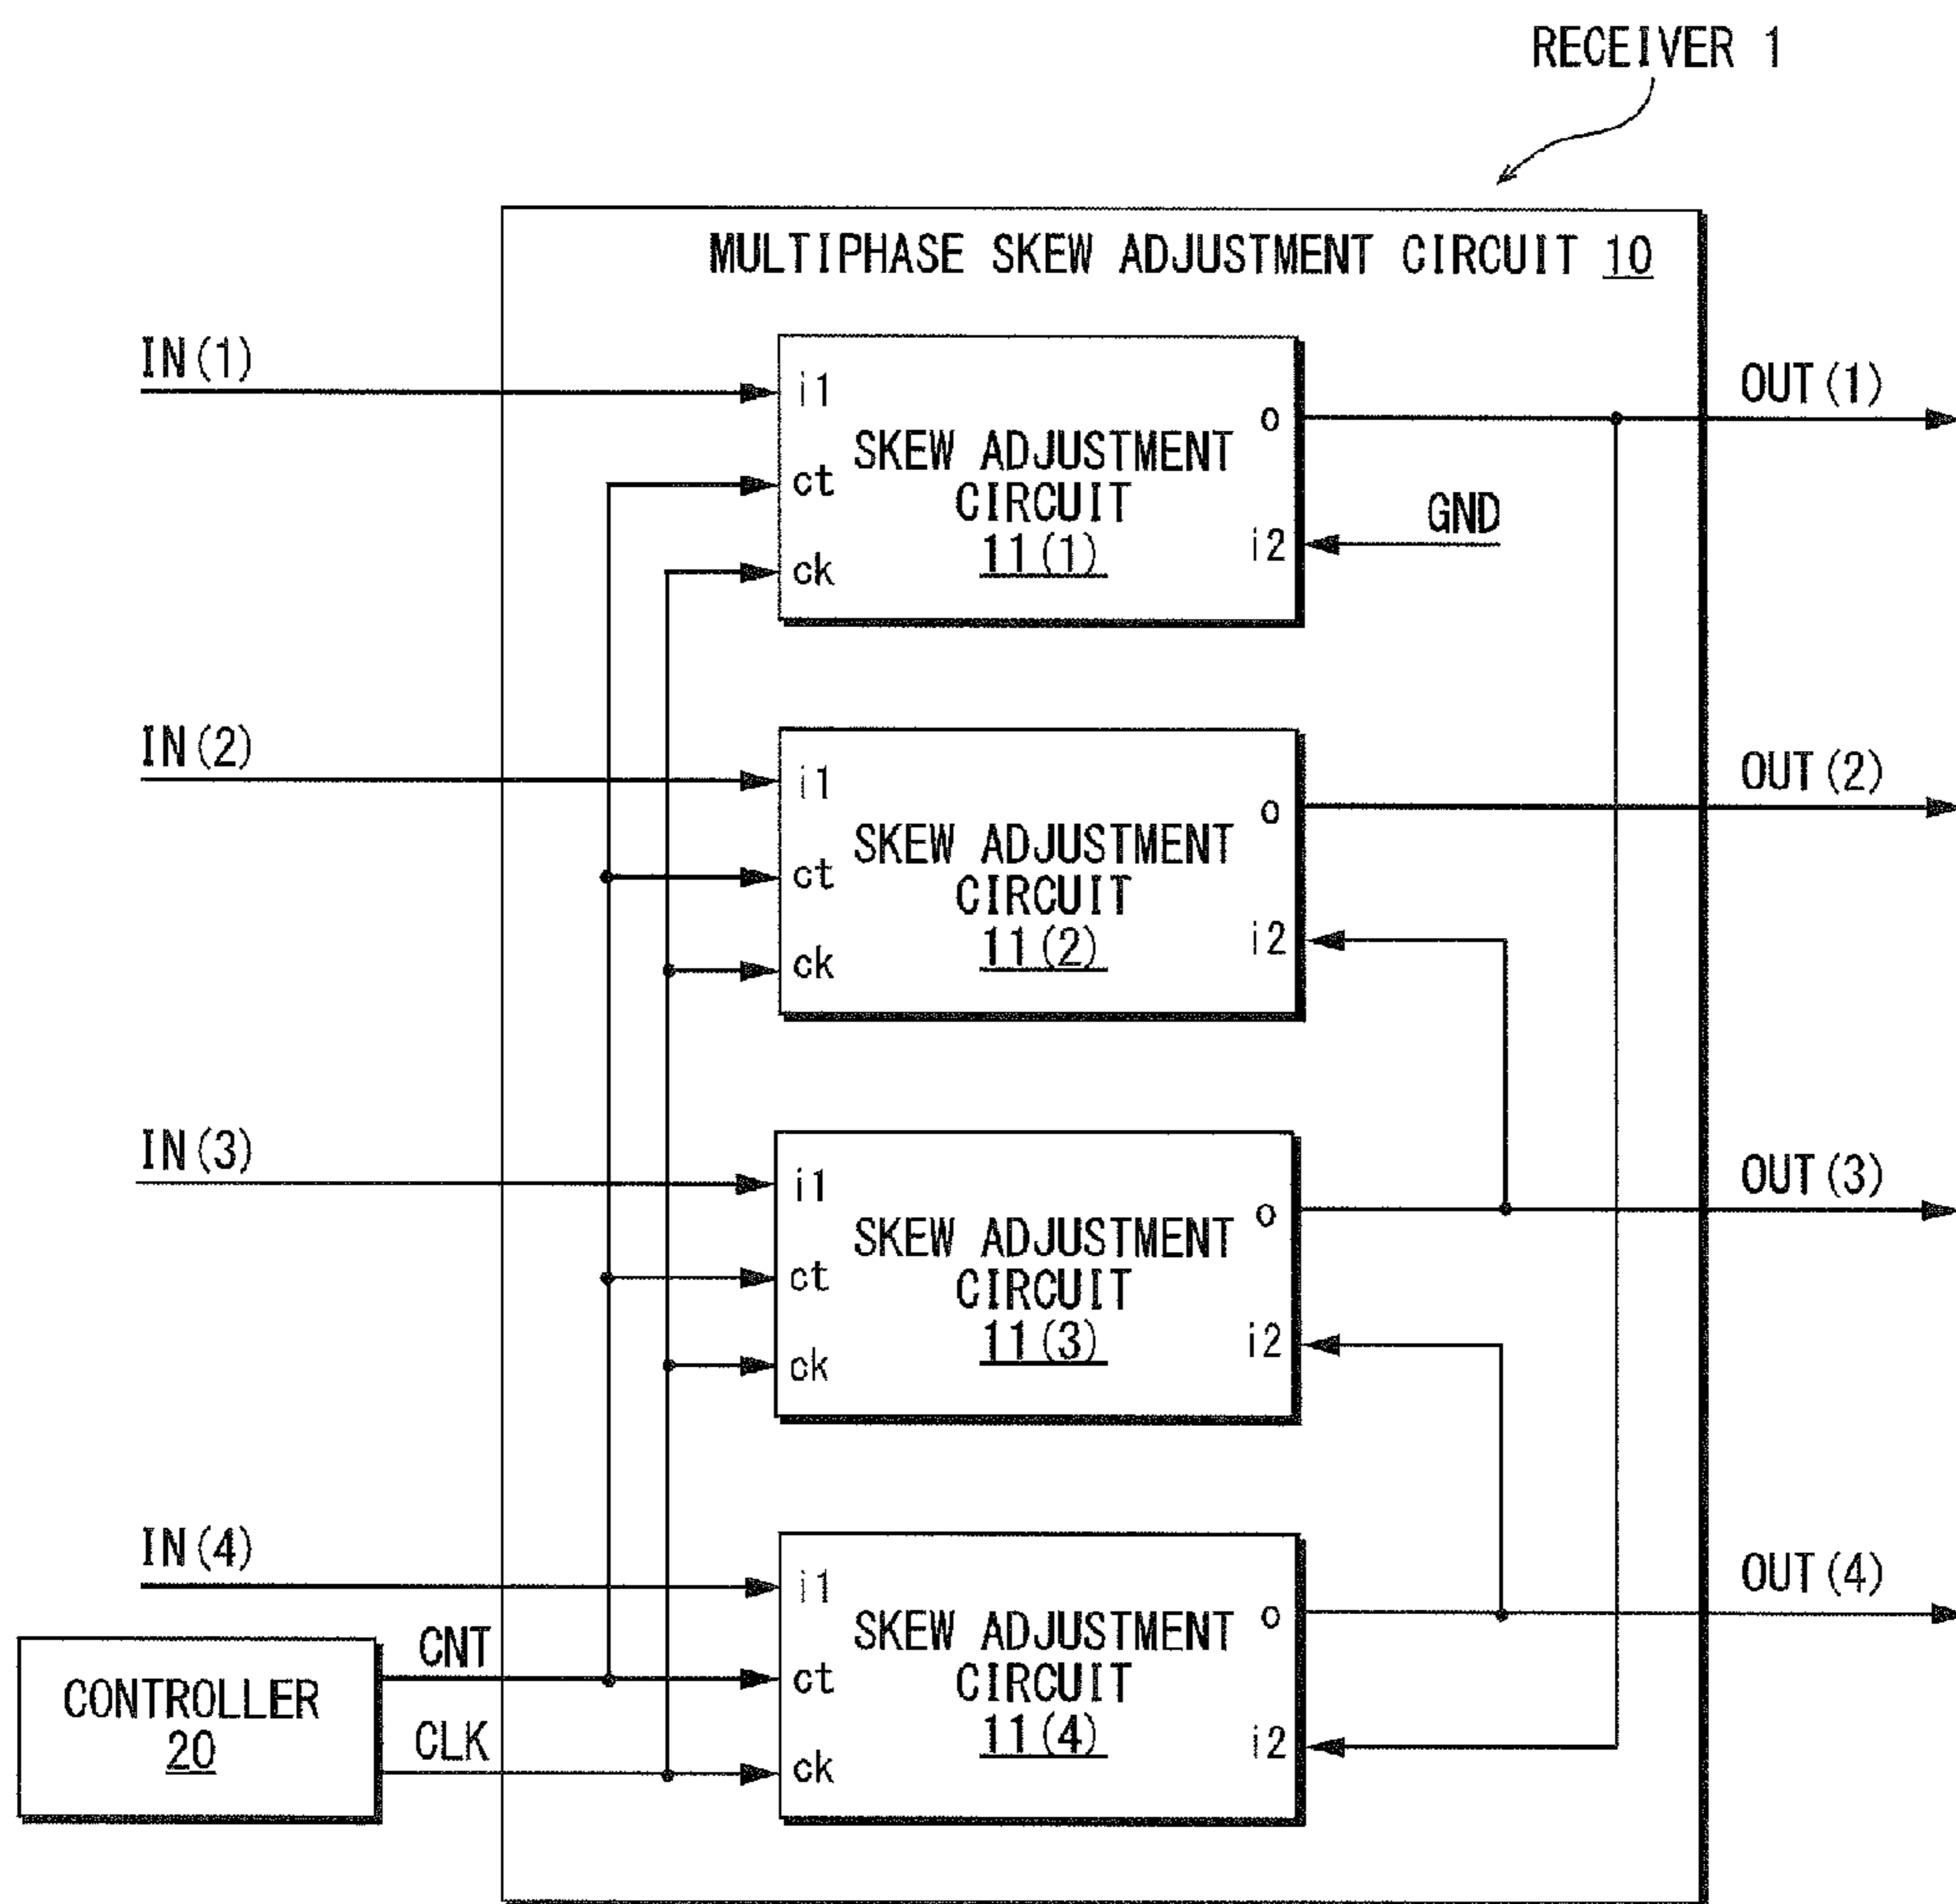 RECEIVER 1
MULTIPHASE SKEW ADJUSTMENT CIRCUIT 10
IN(1)
i1
ct
ck
SKEW ADJUSTMENT
CIRCUIT
11(1)
o
i2
GND
OUT(1)
IN(2)
i1
ct
ck
SKEW ADJUSTMENT
CIRCUIT
11(2)
o
i2
OUT(2)
IN(3)
i1
ct
ck
SKEW ADJUSTMENT
CIRCUIT
11(3)
o
i2
OUT(3)
IN(4)
i1
ct
ck
SKEW ADJUSTMENT
CIRCUIT
11(4)
o
i2
OUT(4)
CONTROLLER
20
CNT
CLK